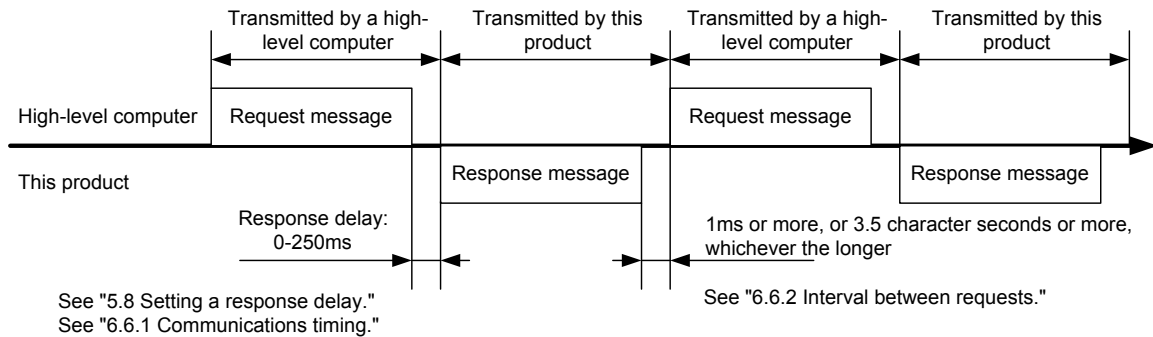 Transmitted by a high-
level computer
Transmitted by this
product
Transmitted by a high-
level computer
Transmitted by this
product
High-level computer
Request message
Request message
This product
Response message
Response message
Response delay:
0-250ms
1ms or more, or 3.5 character seconds or more,
whichever the longer
See "5.8 Setting a response delay."
See "6.6.1 Communications timing."
See "6.6.2 Interval between requests."